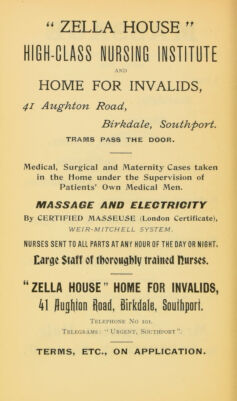 " ZELLA HOUSE "
HIGH-CLASS NURSING INSTITUTE
AND
HOME FOR INVALIDS,
41 Aughton Road,
Birkdale, Southport.
TRAMS PASS THE DOOR.
Medical, Surgical and Maternity Cases taken
in the Home under the Supervision of
Patients' Own Medical Men.
MASSAGE AND ELECTRICITY
By CERTIFIED MASSEUSE (London Certificate),
WEIR-MITCHELL SYSTEM.
NURSES SENT TO ALL PARTS AT ANY HOUR OF THE DAY OR NIGHT.
Large Staff of thoroughly trained Nurses.
"ZELLA HOUSE" HOME FOR INVALIDS,
41 Aughton Road, Birkdale, Southport.
TELEPHONE No 201.
TELEGRAMS: "URGENT, SOUTHPORT".
TERMS, ETC., ON APPLICATION.